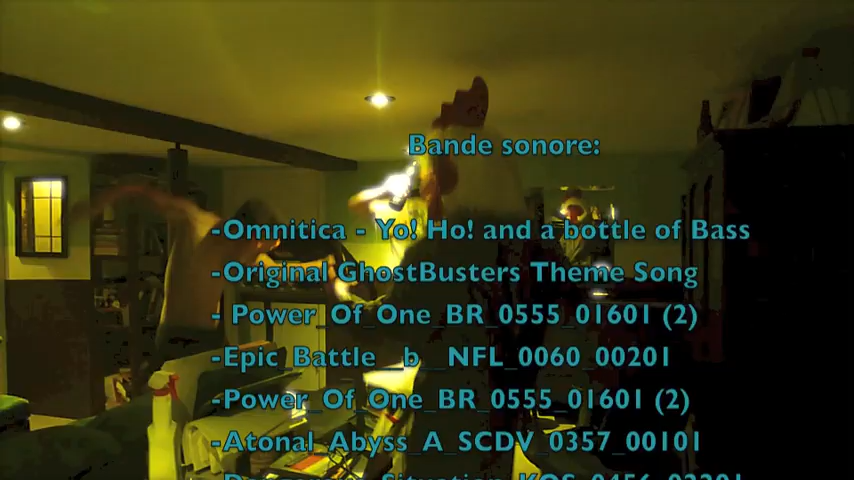 Bande sonore:
-Omnitica - Yo! Ho! and a bottle of Bass
-Original GhostBusters Theme Song
- Power_Of_One_BR_0555_01601 (2)
-Epic_Battle__b__NFL_0060_00201
-Power_Of_One_BR_0555_01601 (2)
-Atonal_Abyss_A_SCDV_0357_00101
-Dangerous_Situation_KOS_0456_02201